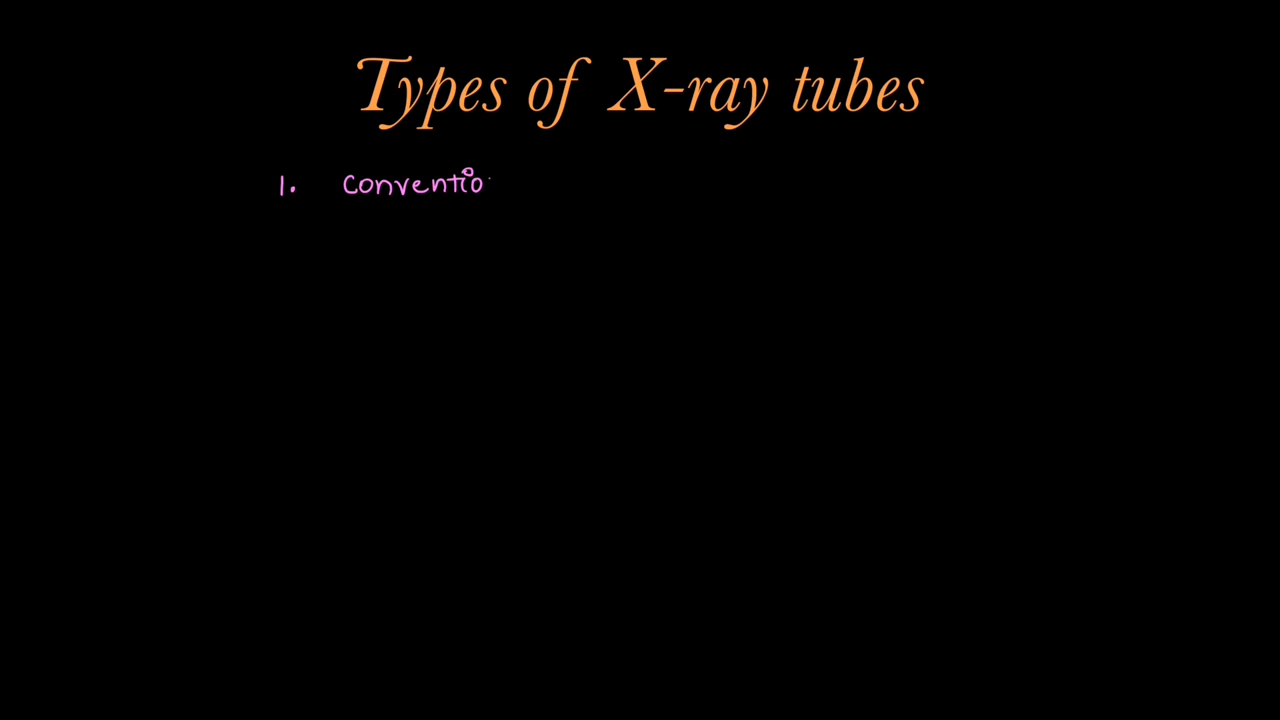 Types of X-ray tubes
1. Conventio